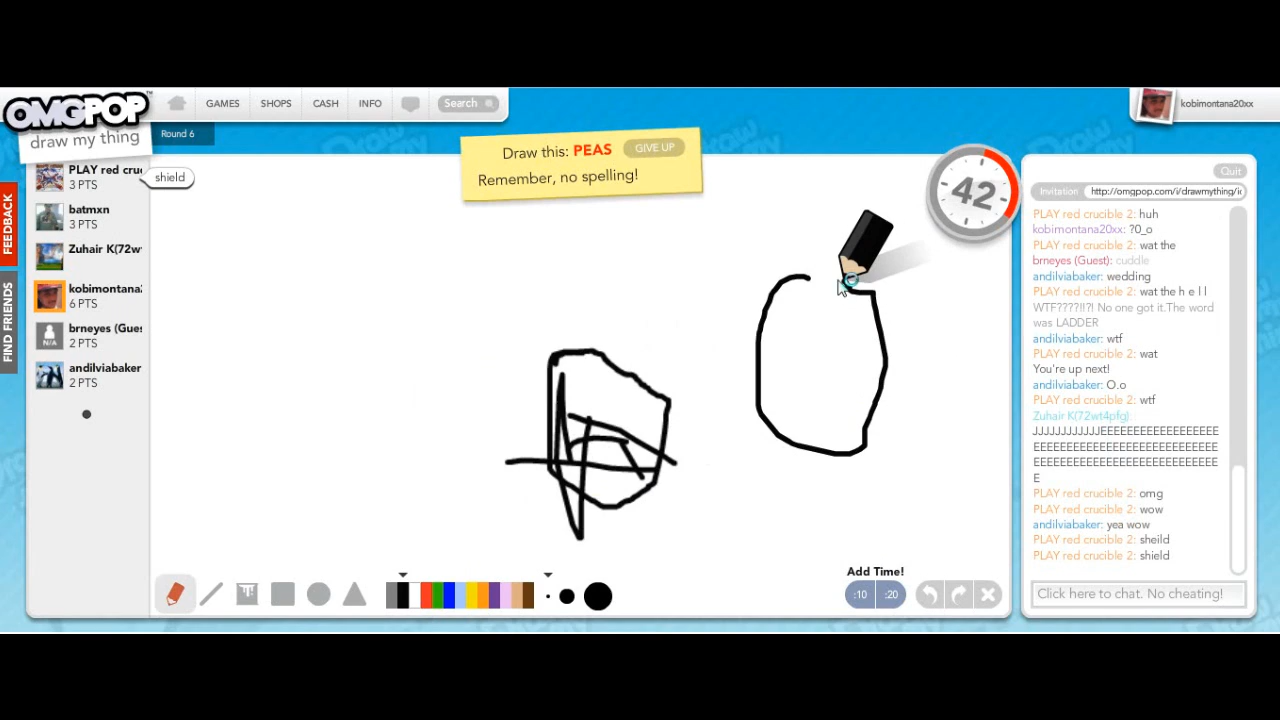 OMGPOP
draw my thing
GAMES
SHOPS
CASH
INFO
Search
kobimontana20xx
Round 6
Draw this: PEAS
GIVE UP
Remember, no spelling!
42
FEEDBACK
FIND FRIENDS
PLAY red cru
3 PTS
shield
batmxn
3 PTS
Zuhair K(72w
kobimontana
6 PTS
N/A
brneyes (Gues
2 PTS
andilviabaker
2 PTS
Add Time!
:10
:20
Quit
Invitation
http://omgpop.com/i/drawmything/i
PLAY red crucible 2: huh
kobimontana20xx: ?0_o
PLAY red crucible 2: wat the
brneyes (Guest): cuddle
andilviabaker: wedding
PLAY red crucible 2: wat the h e l l
WTF????!!?! No one got it.The word
was LADDER
andilviabaker: wtf
PLAY red crucible 2: wat
You're up next!
andilviabaker: O.o
PLAY red crucible 2: wtf
Zuhair K(72wt4pfg):
JJJJJJJJJJJJEEEEEEEEEEEEEEEEEE
EEEEEEEEEEEEEEEEEEEEEEEEEEEE
EEEEEEEEEEEEEEEEEEEEEEEEEEEE
E
PLAY red crucible 2: omg
PLAY red crucible 2: wow
andilviabaker: yea wow
PLAY red crucible 2: sheild
PLAY red crucible 2: shield
Click here to chat. No cheating!